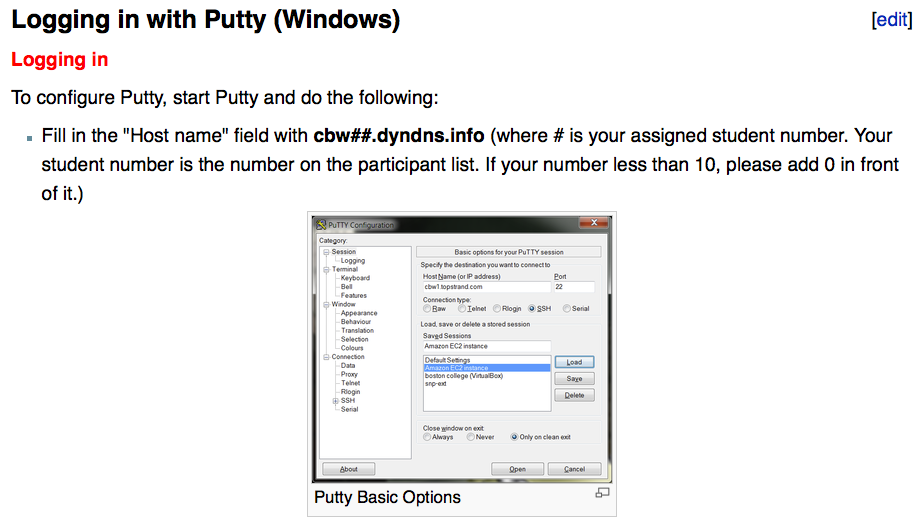 Logging in with Putty (Windows)
[edit]
Logging in
To configure Putty, start Putty and do the following:
Fill in the "Host name" field with cbw##.dyndns.info (where # is your assigned student number. Your
student number is the number on the participant list. If your number less than 10, please add 0 in front
of it.)
PuTTY Configuration
Category:
Session
Logging
Terminal
Keyboard
Bell
Features
Window
Appearance
Behaviour
Translation
Selection
Colours
Connection
Data
Proxy
Telnet
Rlogin
SSH
Serial
Basic options for your PuTTY session
Specify the destination you want to connect to
Host Name (or IP address) Port
cbw1.topstrand.com 22
Connection type:
Raw Telnet Rlogin SSH Serial
Load, save or delete a stored session
Saved Sessions
Amazon EC2 instance
Default Settings
Amazon EC2 instance
boston college (VirtualBox)
snp-ext
Load
Save
Delete
Close window on exit:
Always Never Only on clean exit
About Open Cancel
Putty Basic Options